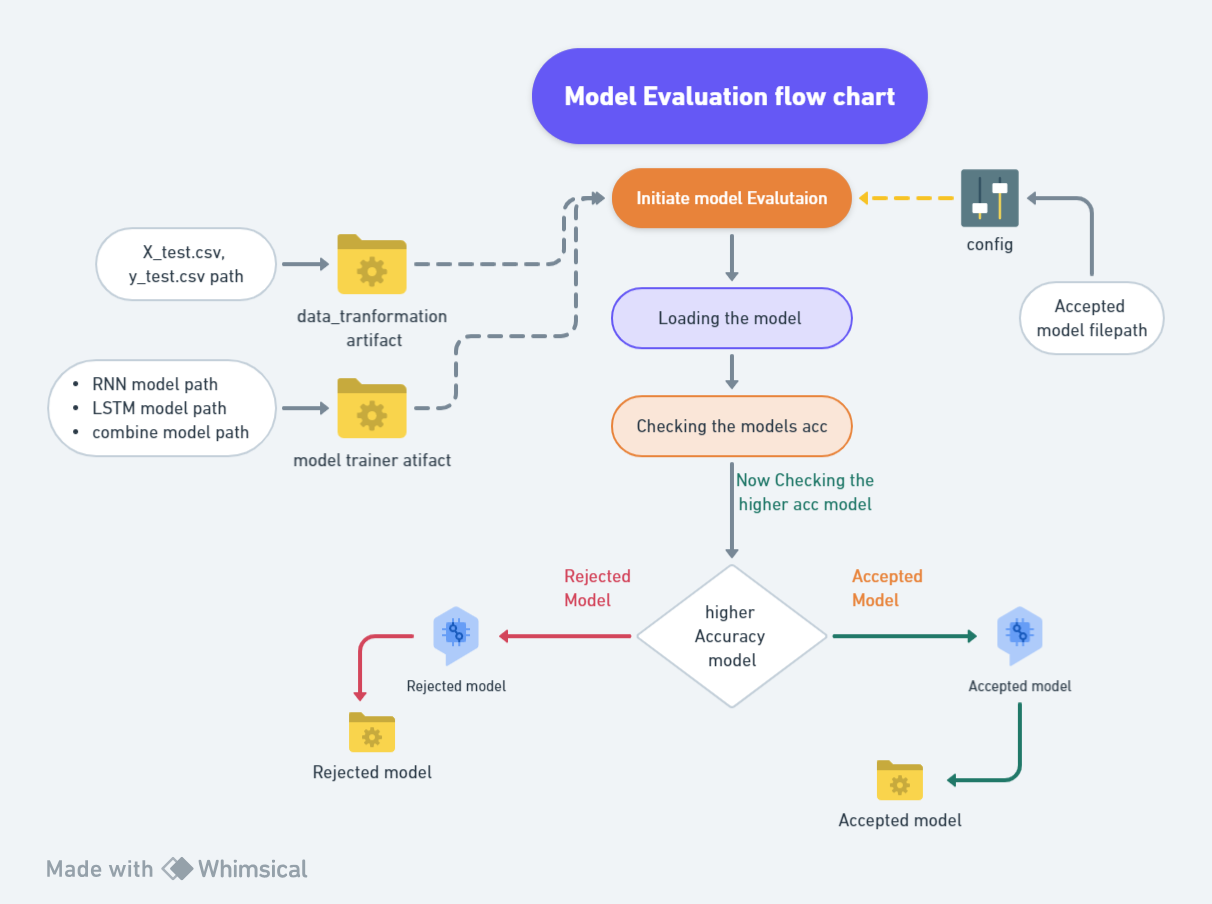 Model Evaluation flow chart
Initiate model Evalutaion
config
X_test.csv,
y_test.csv path
data_tranformation
artifact
Loading the model
Accepted
model filepath
• RNN model path
• LSTM model path
• combine model path
model trainer atifact
Checking the models acc
Now Checking the
higher acc model
Rejected
Model
Accepted
Model
higher
Accuracy
model
Rejected model
Accepted model
Rejected model
Accepted model
Made with Whimsical